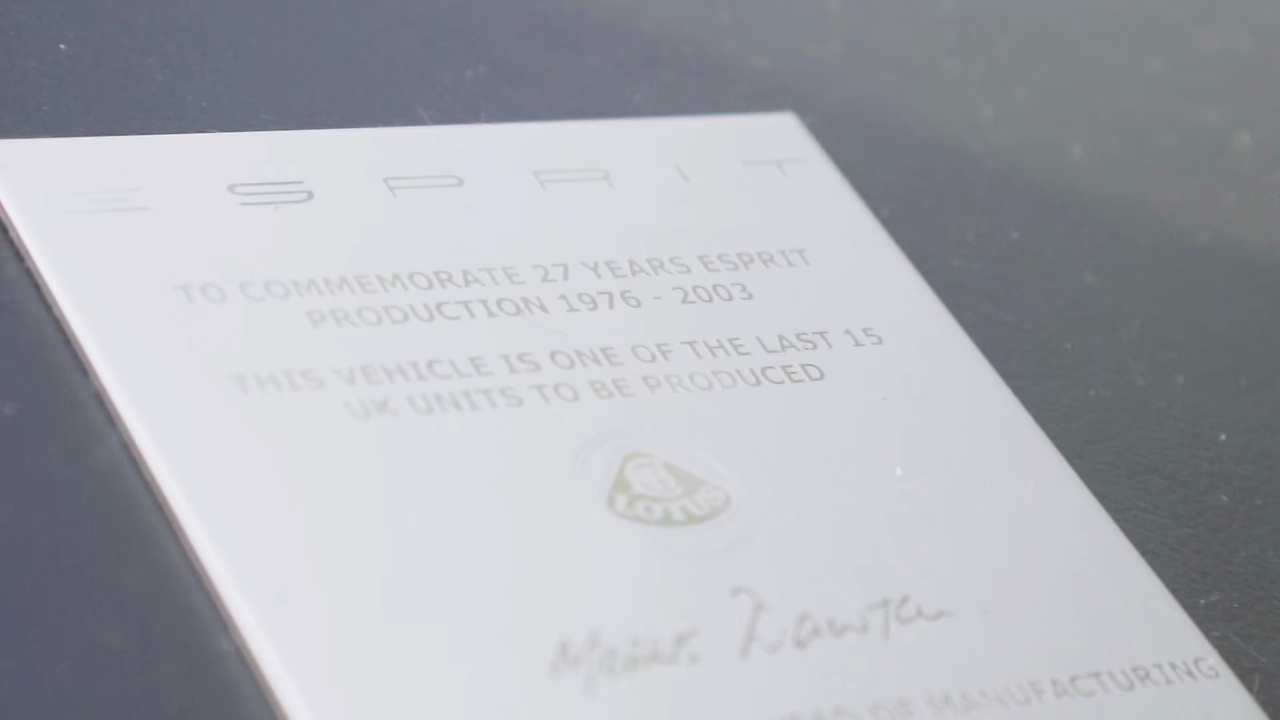 ESPRIT
TO COMMEMORATE 27 YEARS ESPRIT
PRODUCTION 1976 - 2003
THIS VEHICLE IS ONE OF THE LAST 15
UK UNITS TO BE PRODUCED
LOTUS
OF MANUFACTURING